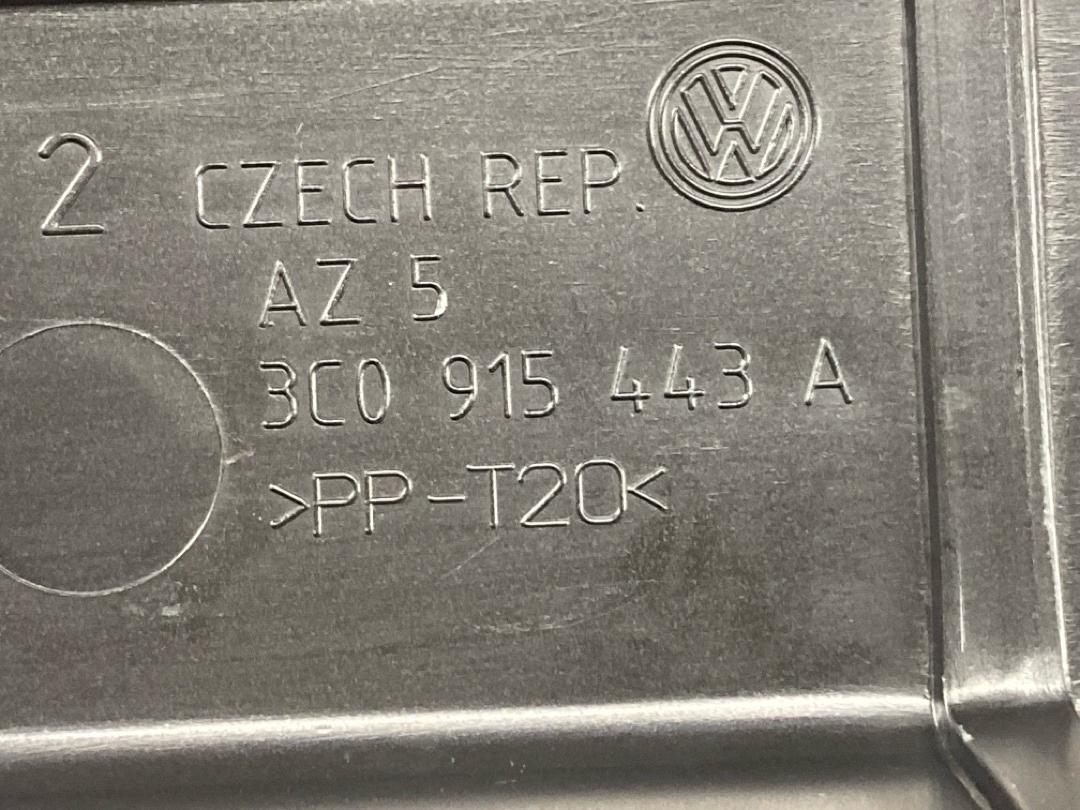 2 CZECH REP.
AZ 5
3C0 915 443 A
>PP-T20<